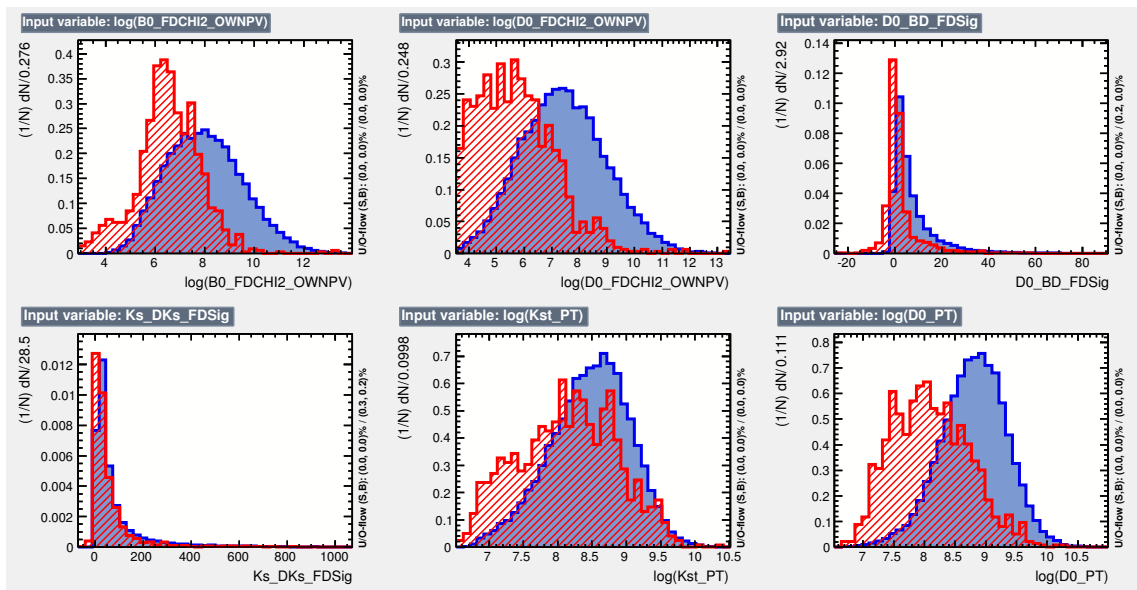 Input variable: log(B0_FDCHI2_OWNPV)
(1/N) dN/0.276
0.4
0.35
0.3
0.25
0.2
0.15
0.1
0.05
0
4 6 8 10 12
log(B0_FDCHI2_OWNPV)
U/O-flow (S,B): (0.0, 0.0)% / (0.0, 0.0)%
Input variable: log(D0_FDCHI2_OWNPV)
(1/N) dN/0.248
0.3
0.25
0.2
0.15
0.1
0.05
0
4 5 6 7 8 9 10 11 12 13
log(D0_FDCHI2_OWNPV)
U/O-flow (S,B): (0.0, 0.0)% / (0.0, 0.0)%
Input variable: D0_BD_FDSig
(1/N) dN/2.92
0.14
0.12
0.1
0.08
0.06
0.04
0.02
0
-20 0 20 40 60 80
D0_BD_FDSig
U/O-flow (S,B): (0.0, 0.0)% / (0.2, 0.0)%
Input variable: Ks_DKs_FDSig
(1/N) dN/28.5
0.012
0.01
0.008
0.006
0.004
0.002
0
0 200 400 600 800 1000
Ks_DKs_FDSig
U/O-flow (S,B): (0.0, 0.0)% / (0.3, 0.2)%
Input variable: log(Kst_PT)
(1/N) dN/0.0998
0.7
0.6
0.5
0.4
0.3
0.2
0.1
0
7 7.5 8 8.5 9 9.5 10 10.5
log(Kst_PT)
U/O-flow (S,B): (0.0, 0.0)% / (0.0, 0.0)%
Input variable: log(D0_PT)
(1/N) dN/0.111
0.8
0.7
0.6
0.5
0.4
0.3
0.2
0.1
0
7 7.5 8 8.5 9 9.5 10 10.5
log(D0_PT)
U/O-flow (S,B): (0.0, 0.0)% / (0.0, 0.0)%